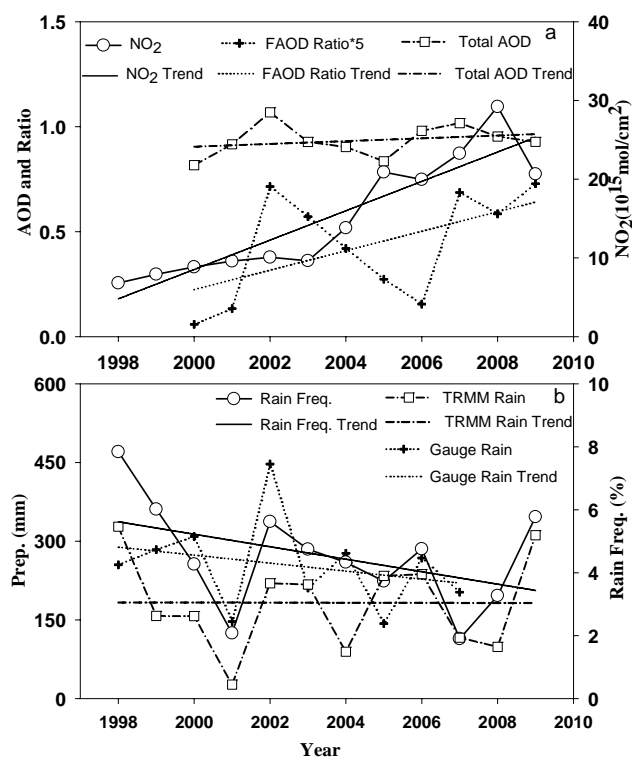 1.5
1.0
0.5
0.0
AOD and Ratio
40
30
20
10
0
NO2(10^15 mol/cm^2)
a
NO2
FAOD Ratio*5
Total AOD
NO2 Trend
FAOD Ratio Trend
Total AOD Trend
1998 2000 2002 2004 2006 2008 2010
600
450
300
150
0
Prep. (mm)
10
8
6
4
2
0
Rain Freq. (%)
b
Rain Freq.
Rain Freq. Trend
TRMM Rain
TRMM Rain Trend
Gauge Rain
Gauge Rain Trend
1998 2000 2002 2004 2006 2008 2010
Year